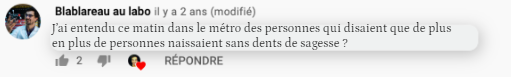 Blablareau au labo il y a 2 ans (modifié)
J'ai entendu ce matin dans le métro des personnes qui disaient que de plus
en plus de personnes naissaient sans dents de sagesse ?
2 RÉPONDRE